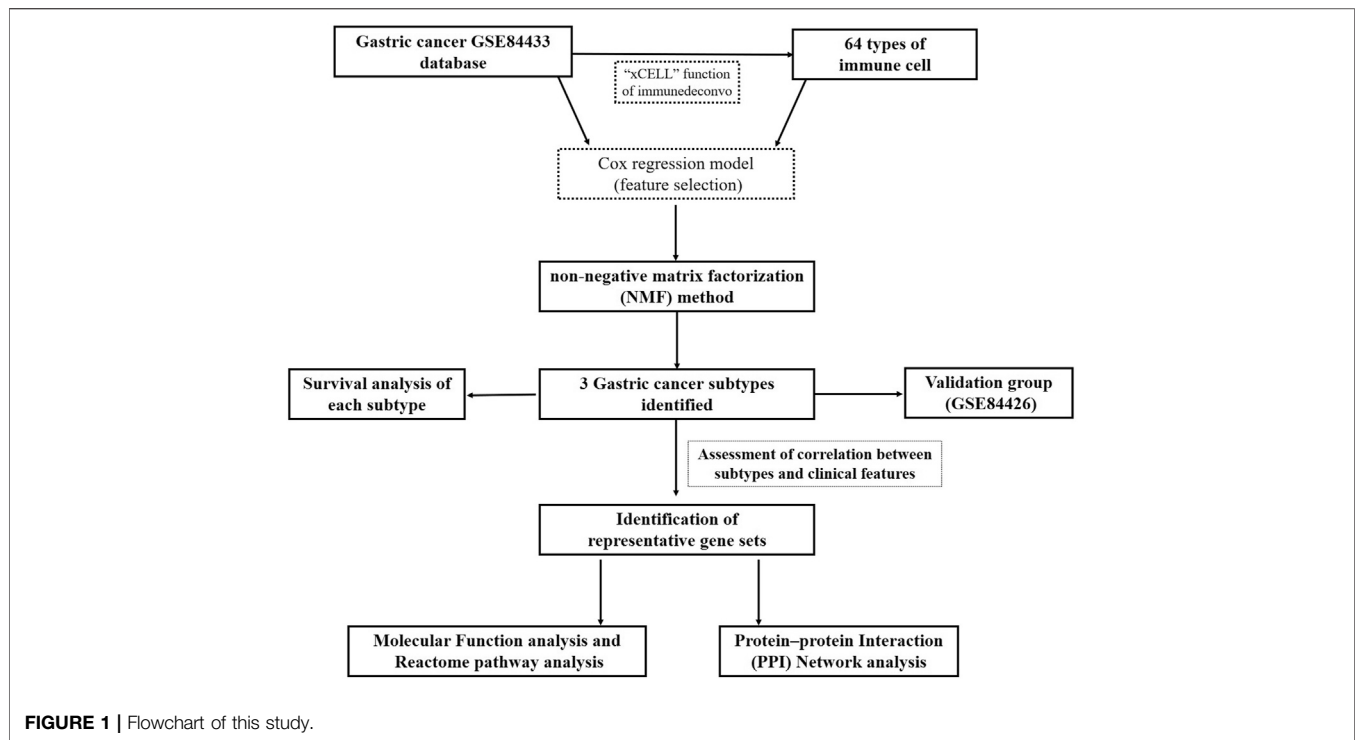 Gastric cancer GSE84433
database
64 types of
immune cell
“xCELL” function
of immunedeconvo
Cox regression model
(feature selection)
non-negative matrix factorization
(NMF) method
Survival analysis of
each subtype
3 Gastric cancer subtypes
identified
Validation group
(GSE84426)
Assessment of correlation between
subtypes and clinical features
Identification of
representative gene sets
Molecular Function analysis and
Reactome pathway analysis
Protein–protein Interaction
(PPI) Network analysis
FIGURE 1 | Flowchart of this study.